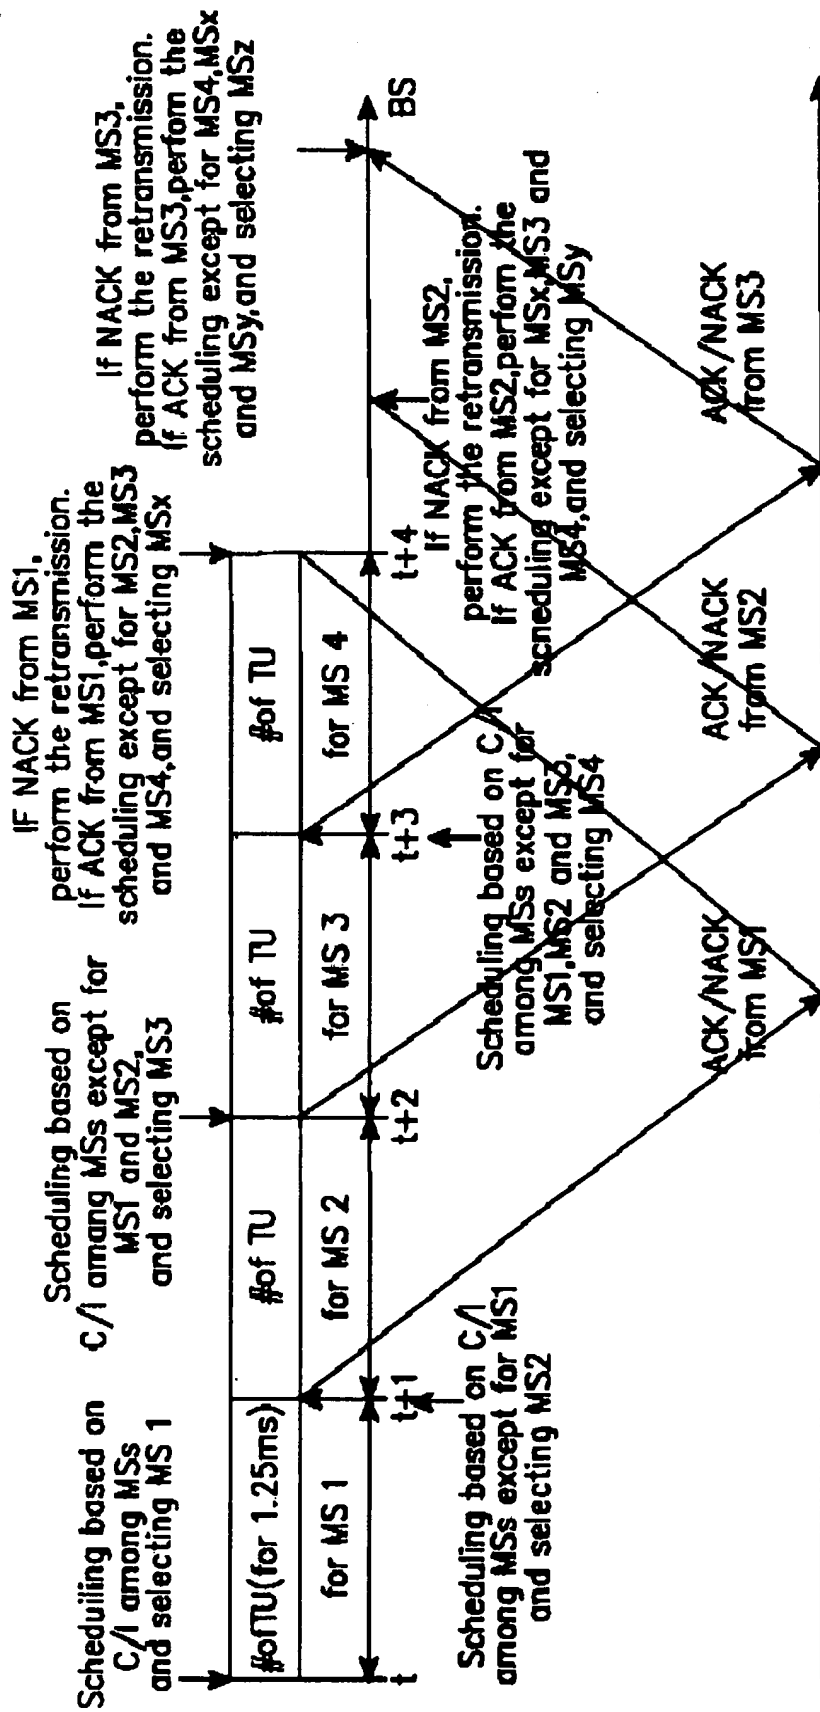 Scheduiling based on
C/I among MSs
and selecting MS 1
Scheduling based on
C/I amang MSs except for
MS1 and MS2,
and selecting MS3
IF NACK from MS1,
perform the retransmission.
If ACK from MS1,perform the
scheduling except for MS2,MS3
and MS4,and selecting MSx
If NACK from MS3,
perform the retransmission.
If ACK from MS3,perfom the
scheduling except for MS4,MSx
and MSy,and selecting MSz
#ofTU(for 1.25ms)
#of TU
#of TU
#of TU
for MS 1
for MS 2
for MS 3
for MS 4
t
t+1
t+2
t+3
t+4
BS
Scheduling based on C/I
among MSs except for MS1
and selecting MS2
Scheduling based on C/I
among MSs except for
MS1,MS2 and MS3,
and selecting MS4
If NACK from MS2,
perform the retransmission.
If ACK from MS2,perfom the
scheduling except for MSx,MS3 and
MS4,and selecting MSy
ACK/NACK
from MS1
ACK/NACK
from MS2
ACK/NACK
from MS3